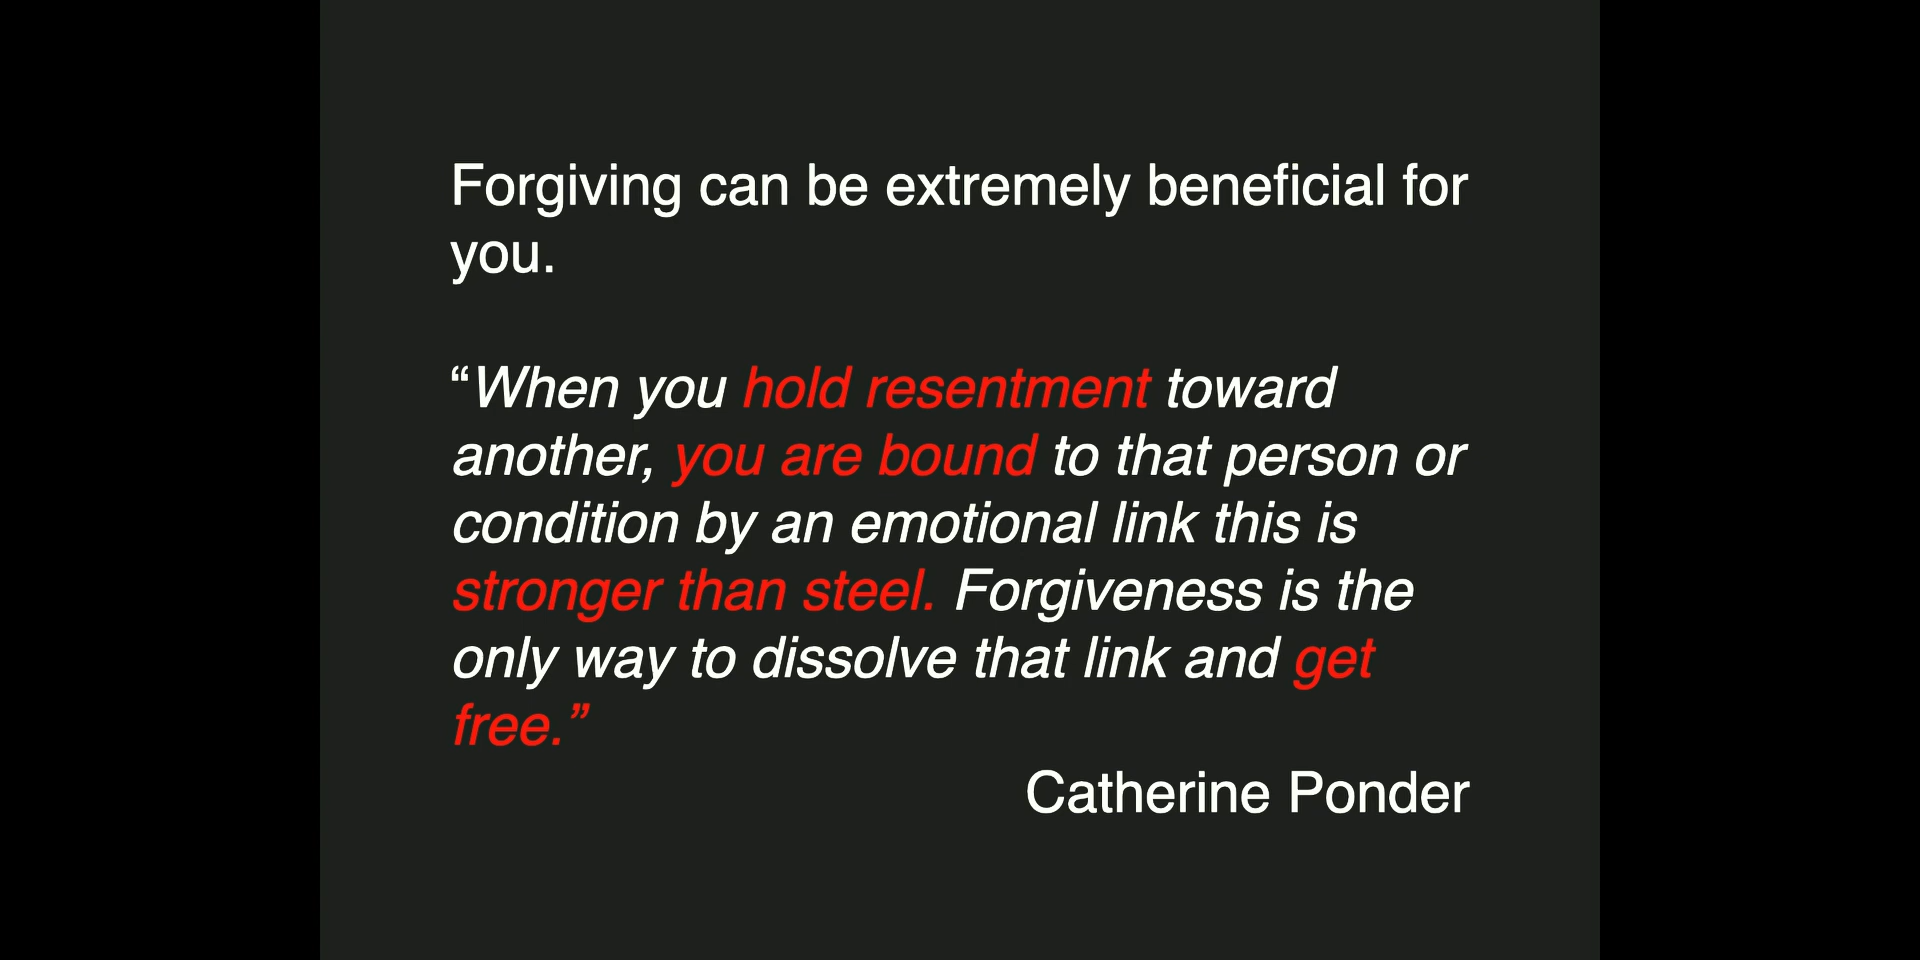 Forgiving can be extremely beneficial for
you.
“When you hold resentment toward
another, you are bound to that person or
condition by an emotional link this is
stronger than steel. Forgiveness is the
only way to dissolve that link and get
free.”
Catherine Ponder